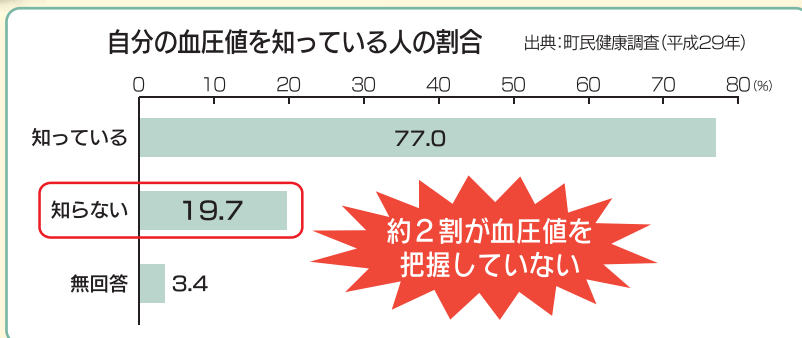 自分の血圧値を知っている人の割合 出典:町民健康調査(平成29年)
0 10 20 30 40 50 60 70 80(%)
知っている 77.0
知らない 19.7
約2割が血圧値を
把握していない
無回答 3.4